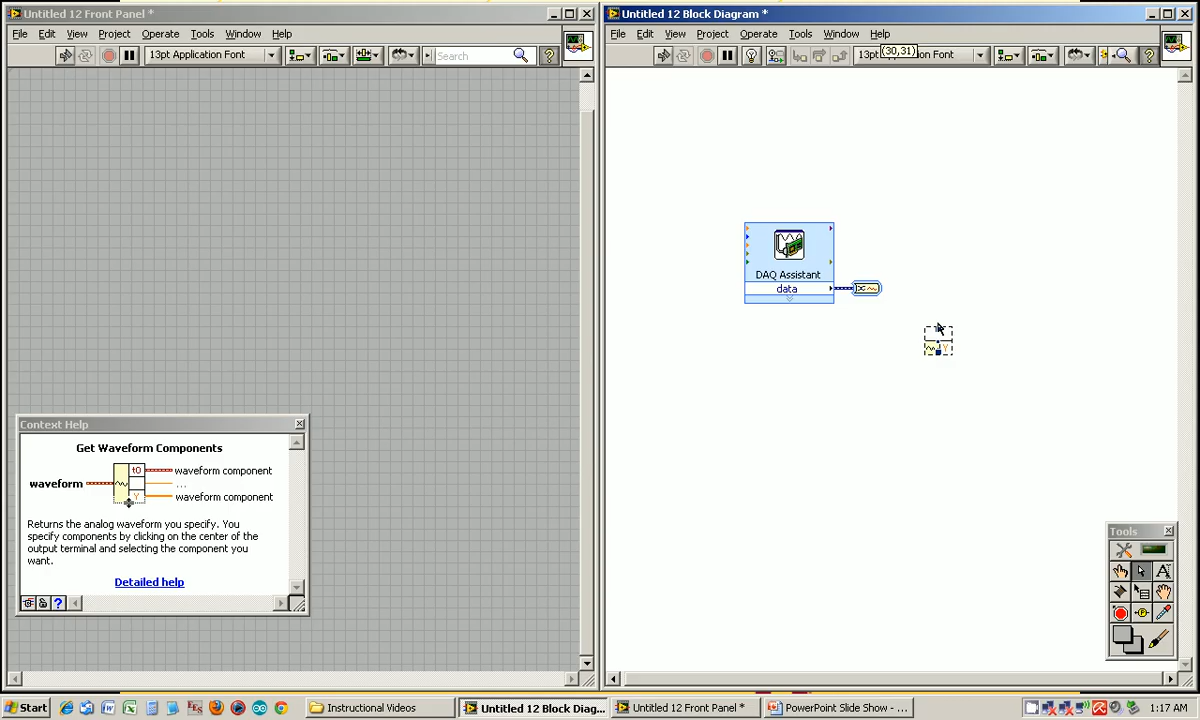 Untitled 12 Front Panel *
File Edit View Project Operate Tools Window Help
13pt Application Font
Search
Context Help
Get Waveform Components
t0
waveform component
waveform
...
Y
waveform component
Returns the analog waveform you specify. You
specify components by clicking on the center of the
output terminal and selecting the component you
want.
Detailed help
Untitled 12 Block Diagram *
File Edit View Project Operate Tools Window Help
(30,31)
13pt
on Font
DAQ Assistant
data
Y
Tools
Start
Instructional Videos
Untitled 12 Block Diag...
Untitled 12 Front Panel *
PowerPoint Slide Show - ...
1:17 AM